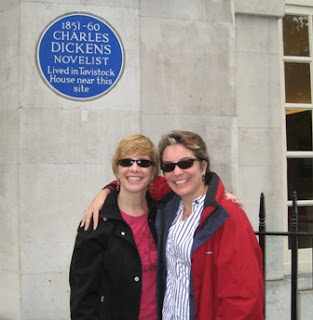 1851-60
CHARLES
DICKENS
NOVELIST
Lived in Tavistock
House near this
site